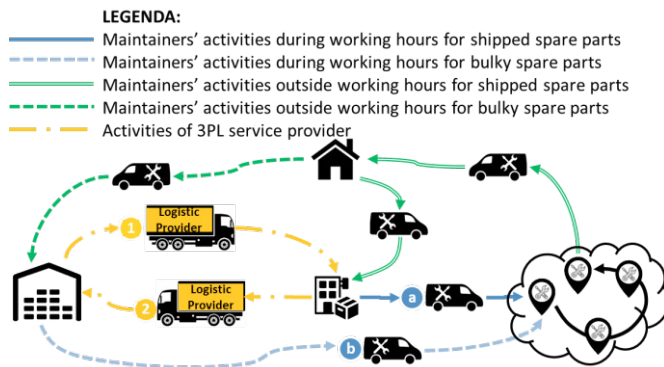 LEGENDA:
Maintainers' activities during working hours for shipped spare parts
Maintainers' activities during working hours for bulky spare parts
Maintainers' activities outside working hours for shipped spare parts
Maintainers' activities outside working hours for bulky spare parts
Activities of 3PL service provider
1
Logistic
Provider
2
Logistic
Provider
a
b